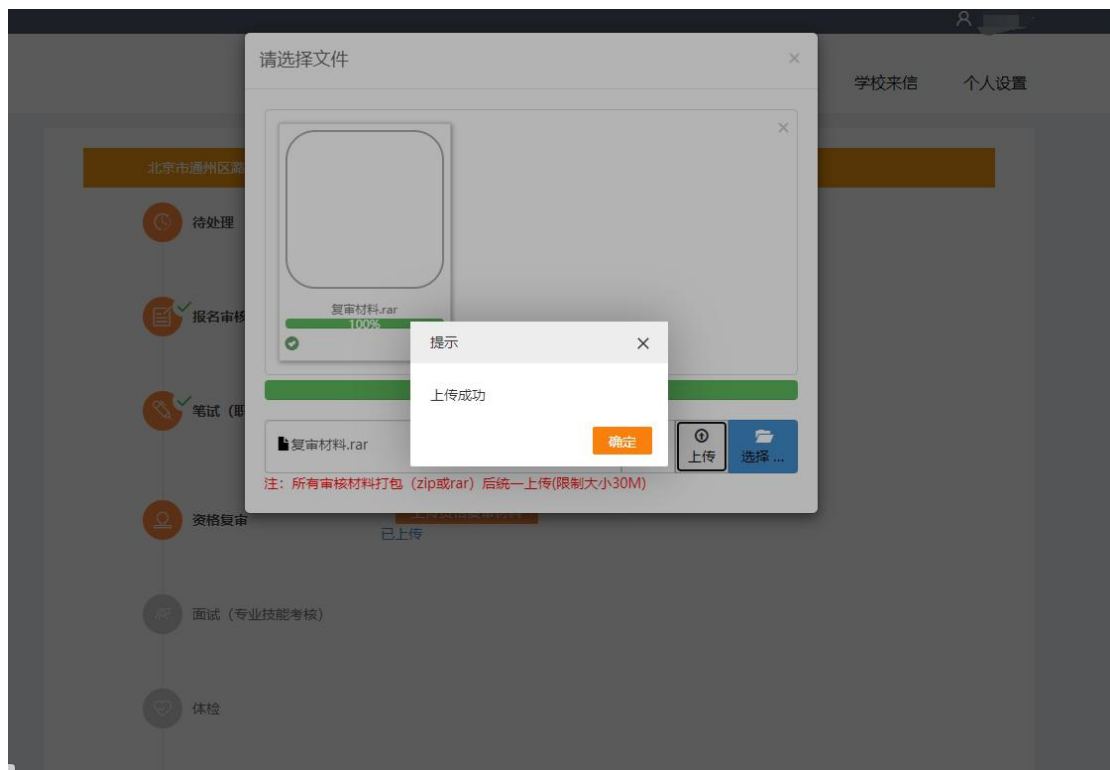 请选择文件
学校来信 个人设置
北京市通州区潞
待处理
复审材料.rar
100%
报名审核
提示
上传成功
确定
笔试（职
复审材料.rar
上传
选择 ...
注：所有审核材料打包（zip或rar）后统一上传(限制大小30M)
资格复审
已上传
面试（专业技能考核）
体检